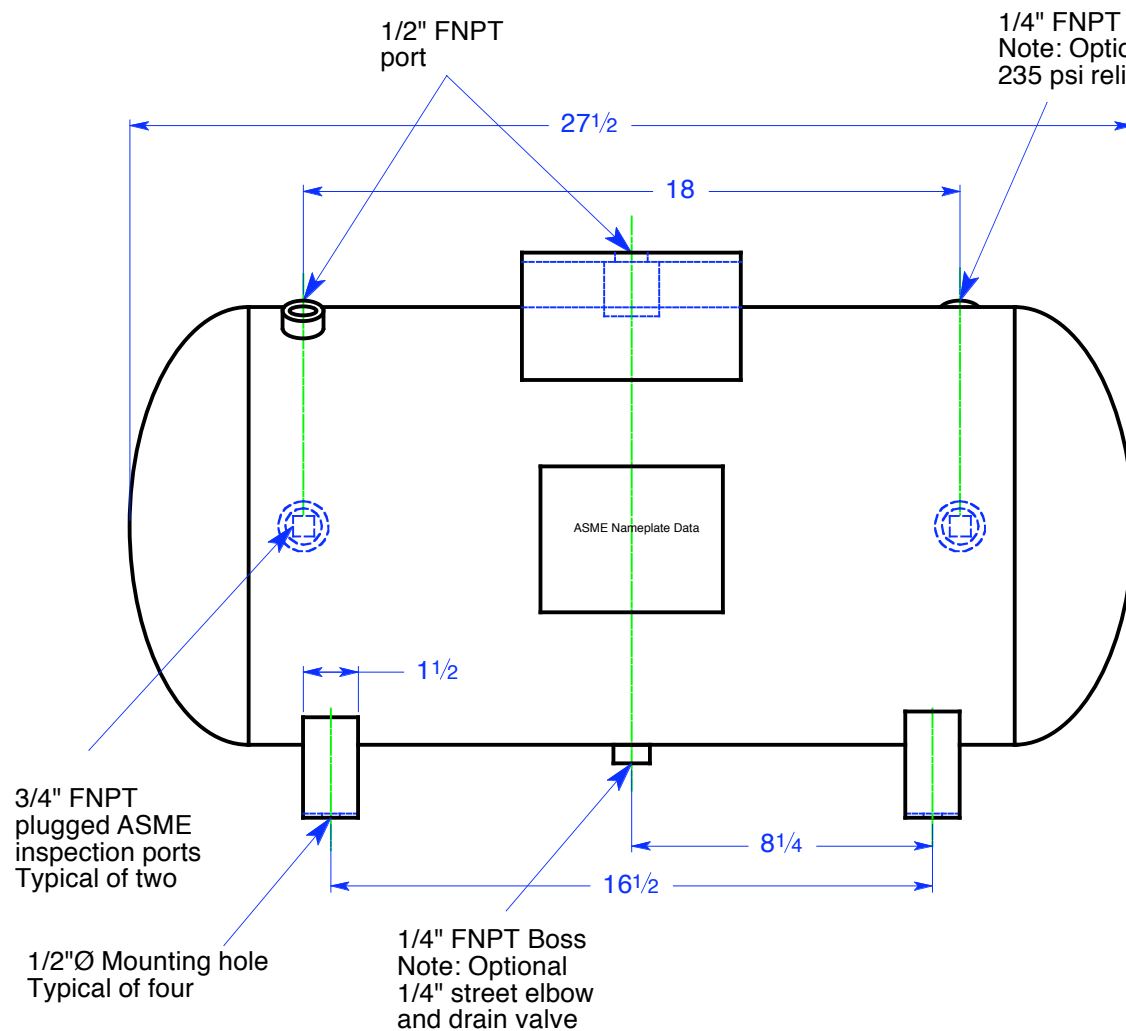 1/2" FNPT
port
1/4" FNPT
Note:
235 psi
27 1/2
18
ASME Nameplate Data
1 1/2
3/4" FNPT
plugged ASME
inspection ports
Typical of two
8 1/4
16 1/2
1/2"Ø Mounting hole
Typical of four
1/4" FNPT Boss
Note: Optional
1/4" street elbow
and drain valve